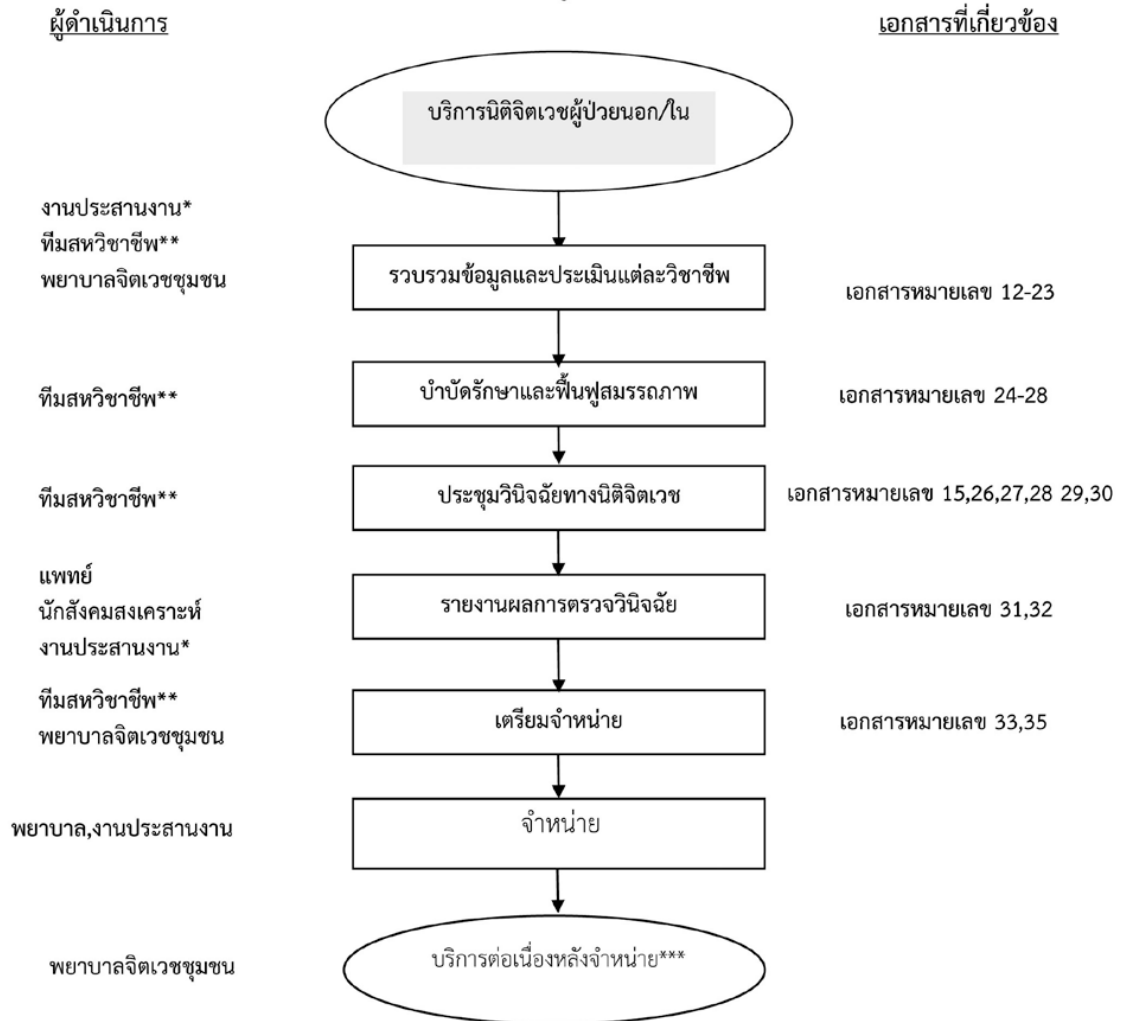 ผู้ดำเนินการ
เอกสารที่เกี่ยวข้อง
บริการนิติจิตเวชผู้ป่วยนอก/ใน
งานประสานงาน*
ทีมสหวิชาชีพ**
พยาบาลจิตเวชชุมชน
รวบรวมข้อมูลและประเมินแต่ละวิชาชีพ
เอกสารหมายเลข 12-23
ทีมสหวิชาชีพ**
บำบัดรักษาและฟื้นฟูสมรรถภาพ
เอกสารหมายเลข 24-28
ทีมสหวิชาชีพ**
ประชุมวินิจฉัยทางนิติจิตเวช
เอกสารหมายเลข 15,26,27,28 29,30
แพทย์
นักสังคมสงเคราะห์
งานประสานงาน*
รายงานผลการตรวจวินิจฉัย
เอกสารหมายเลข 31,32
ทีมสหวิชาชีพ**
พยาบาลจิตเวชชุมชน
เตรียมจำหน่าย
เอกสารหมายเลข 33,35
พยาบาล,งานประสานงาน
จำหน่าย
พยาบาลจิตเวชชุมชน
บริการต่อเนื่องหลังจำหน่าย***